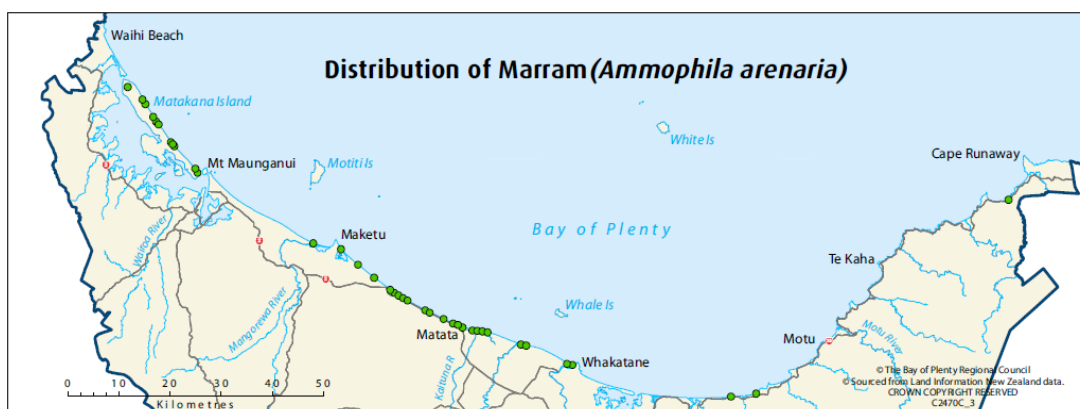 Waihi Beach
Distribution of Marram (Ammophila arenaria)
Matakana Island
White Is
Mt Maunganui
Motiti Is
Cape Runaway
Wairoa River
Bay of Plenty
Maketu
Te Kaha
Mangorewa River
Whale Is
Matata
Motu
Motu River
Kaituna R
Whakatane
© The Bay of Plenty Regional Council
© Sourced from Land Information New Zealand data.
CROWN COPYRIGHT RESERVED
C2470C_3
0 10 20 30 40 50
Kilometres